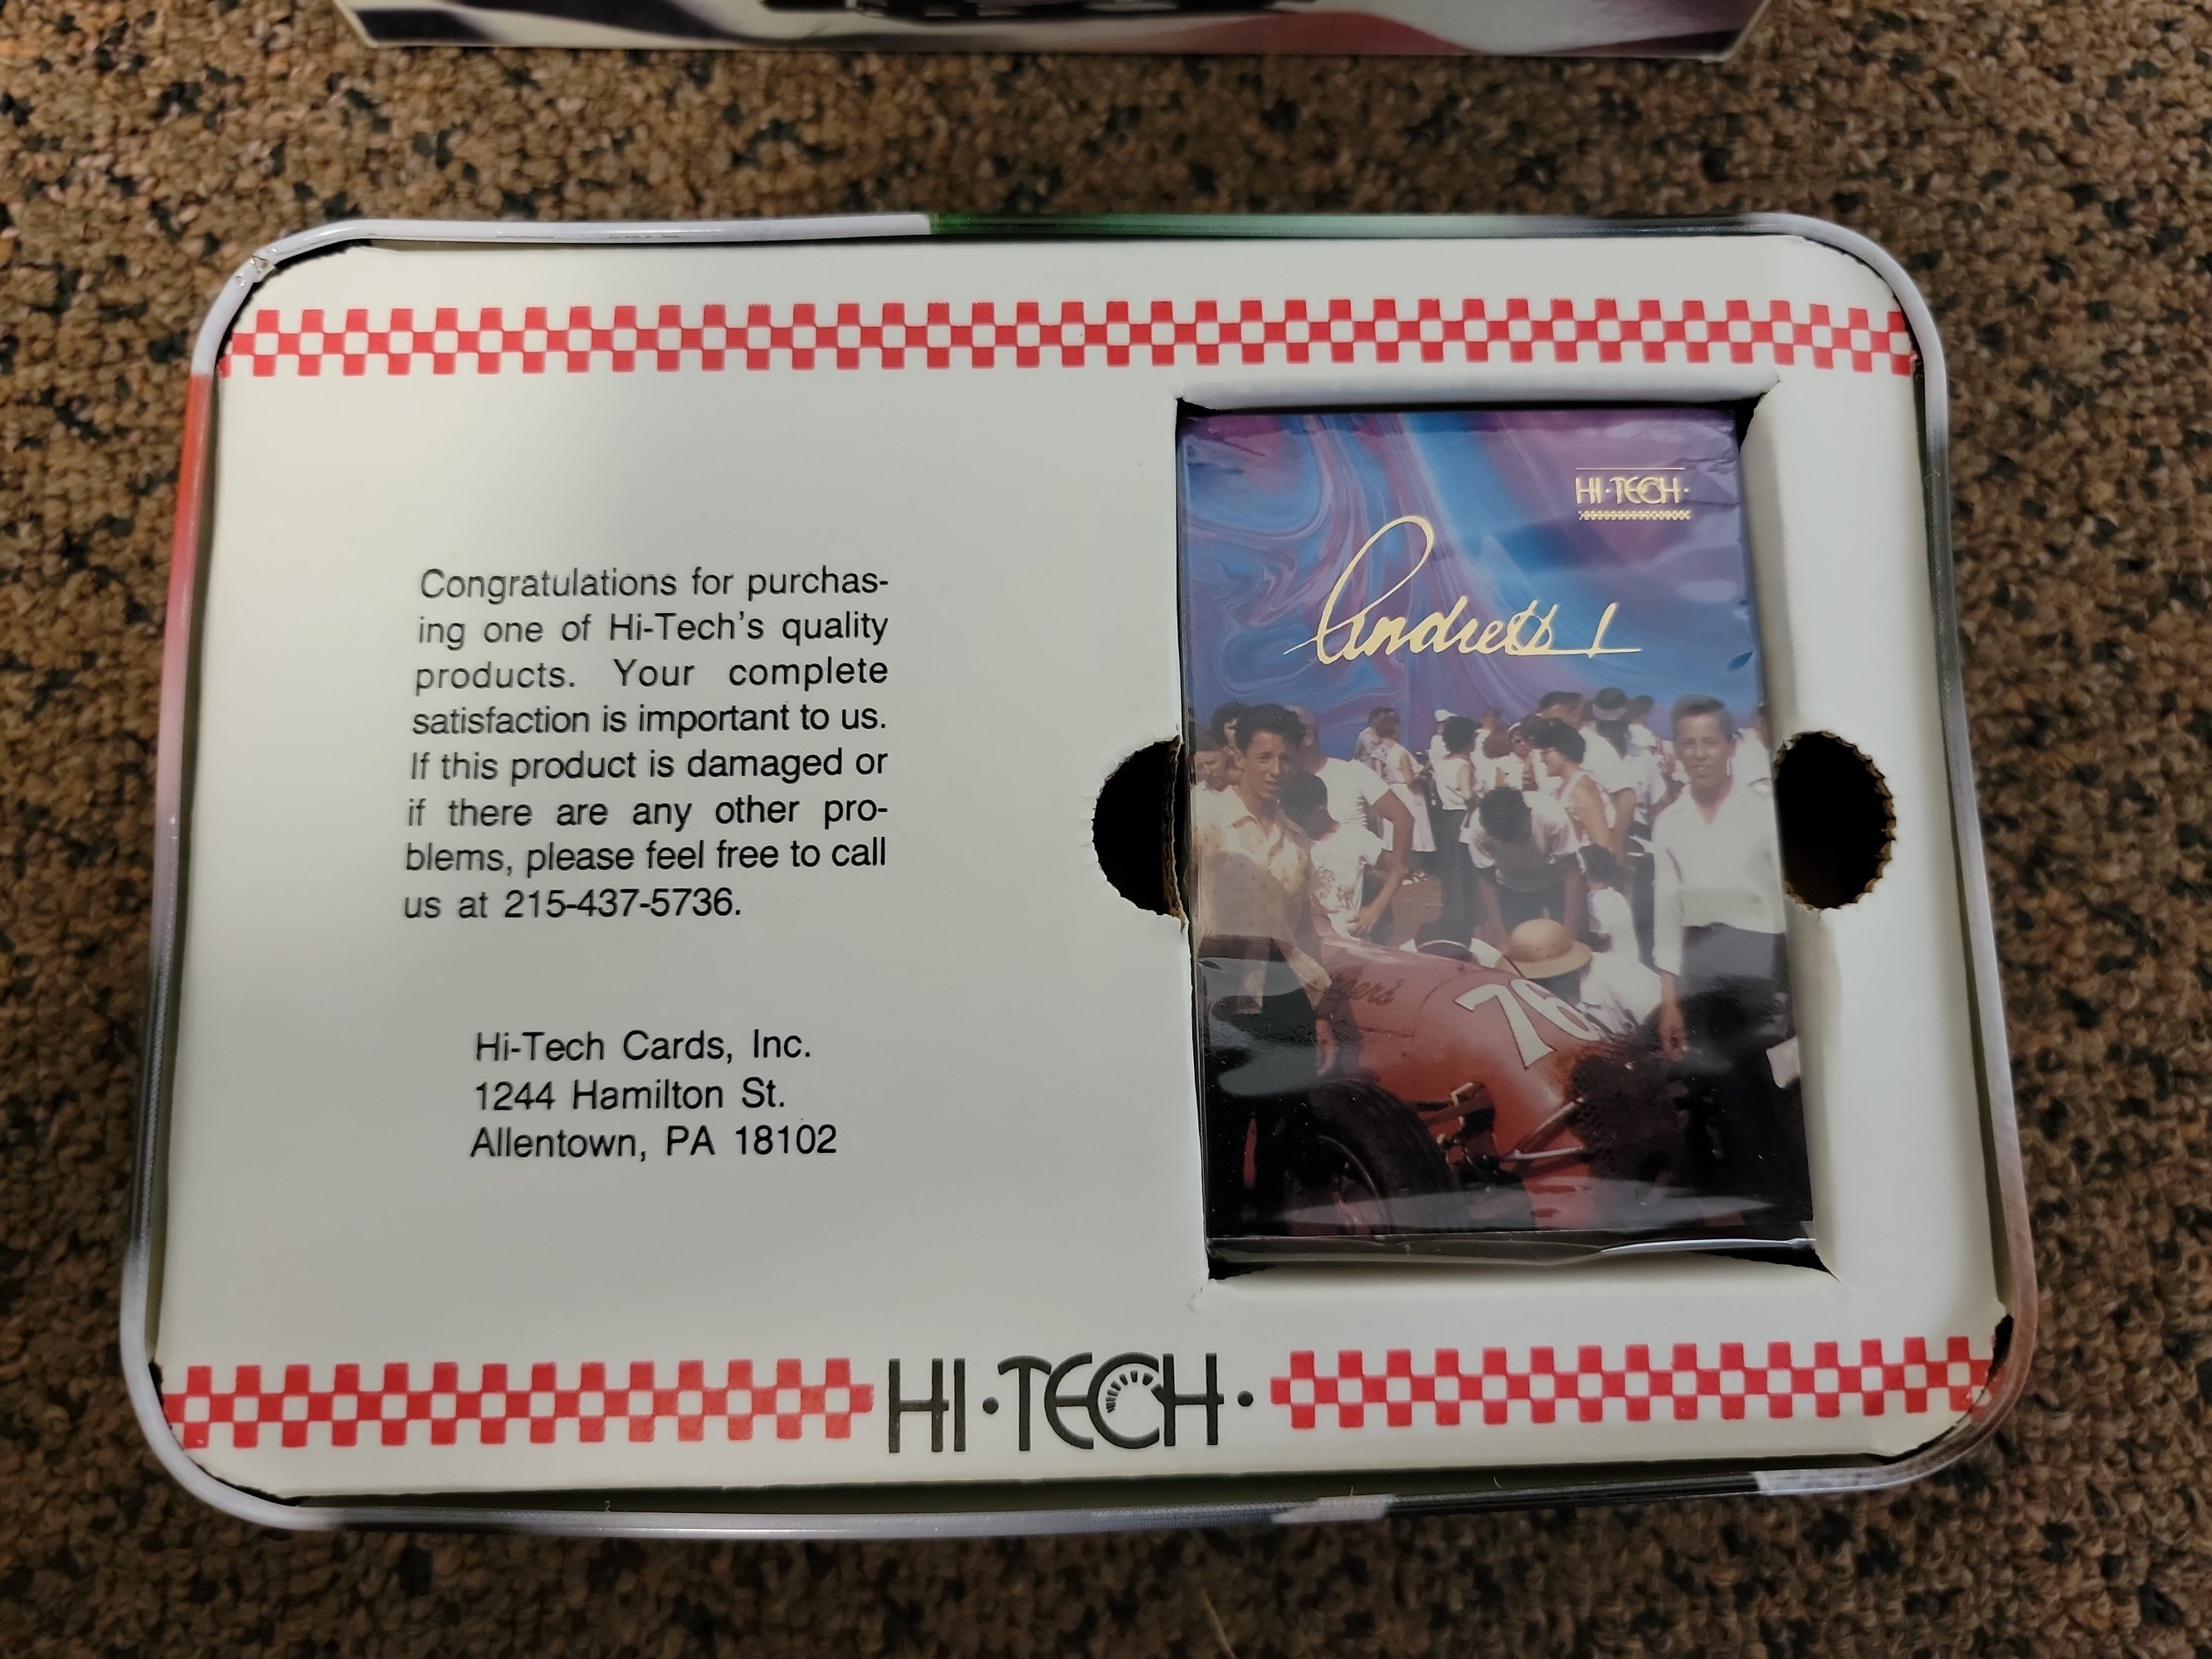 Congratulations for purchas-
ing one of Hi-Tech's quality
products. Your complete
satisfaction is important to us.
If this product is damaged or
if there are any other pro-
blems, please feel free to call
us at 215-437-5736.
Hi-Tech Cards, Inc.
1244 Hamilton St.
Allentown, PA 18102
HI·TECH·
HI·TECH·
Andretti
76